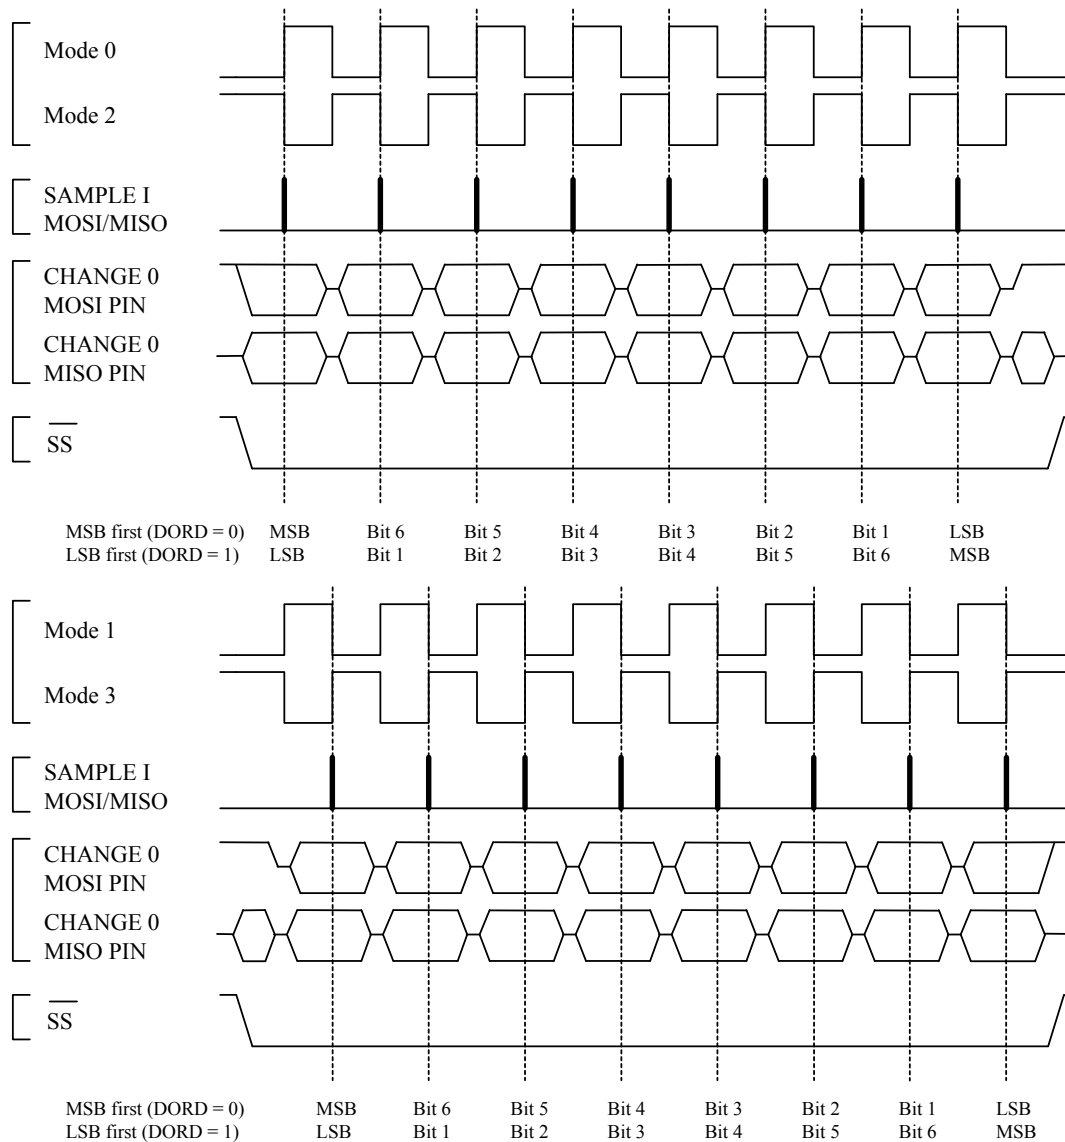 Mode 0
Mode 2
SAMPLE I
MOSI/MISO
CHANGE 0
MOSI PIN
CHANGE 0
MISO PIN
SS
MSB first (DORD = 0) MSB Bit 6 Bit 5 Bit 4 Bit 3 Bit 2 Bit 1 LSB
LSB first (DORD = 1) LSB Bit 1 Bit 2 Bit 3 Bit 4 Bit 5 Bit 6 MSB
Mode 1
Mode 3
SAMPLE I
MOSI/MISO
CHANGE 0
MOSI PIN
CHANGE 0
MISO PIN
SS
MSB first (DORD = 0) MSB Bit 6 Bit 5 Bit 4 Bit 3 Bit 2 Bit 1 LSB
LSB first (DORD = 1) LSB Bit 1 Bit 2 Bit 3 Bit 4 Bit 5 Bit 6 MSB